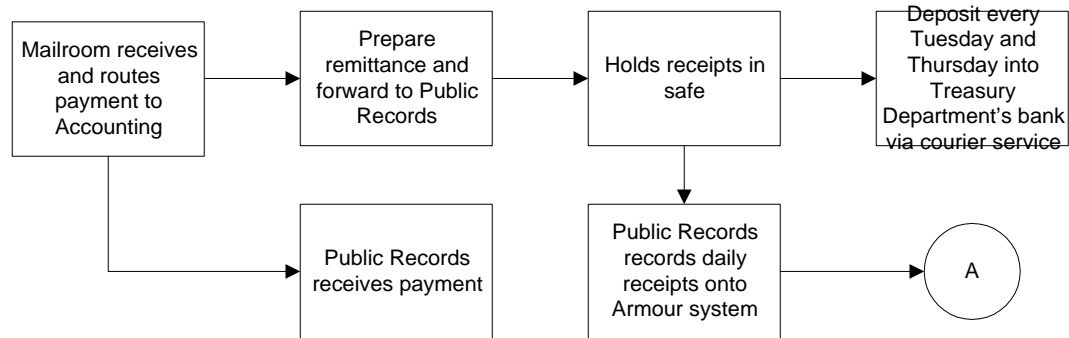 Mailroom receives
and routes
payment to
Accounting
Prepare
remittance and
forward to Public
Records
Holds receipts in
safe
Deposit every
Tuesday and
Thursday into
Treasury
Department's bank
via courier service
Public Records
receives payment
Public Records
records daily
receipts onto
Armour system
A